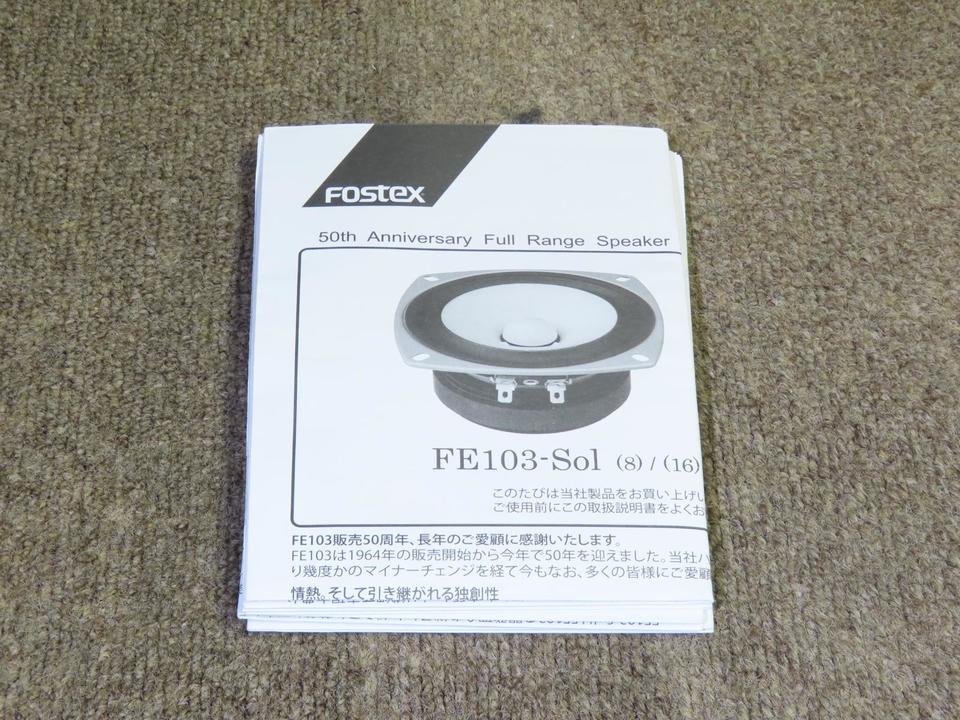 FOSTEX
50th Anniversary Full Range Speaker
FE103-Sol (8) / (16)
このたびは当社製品をお買い上げい
ご使用前にこの取扱説明書をよくお
FE103販売50周年、長年のご愛顧に感謝いたします。
FE103は1964年の販売開始から今年で50年を迎えました。当社ハ
り幾度かのマイナーチェンジを経て今もなお、多くの皆様にご愛顧
情熱。そして引き継がれる独創性